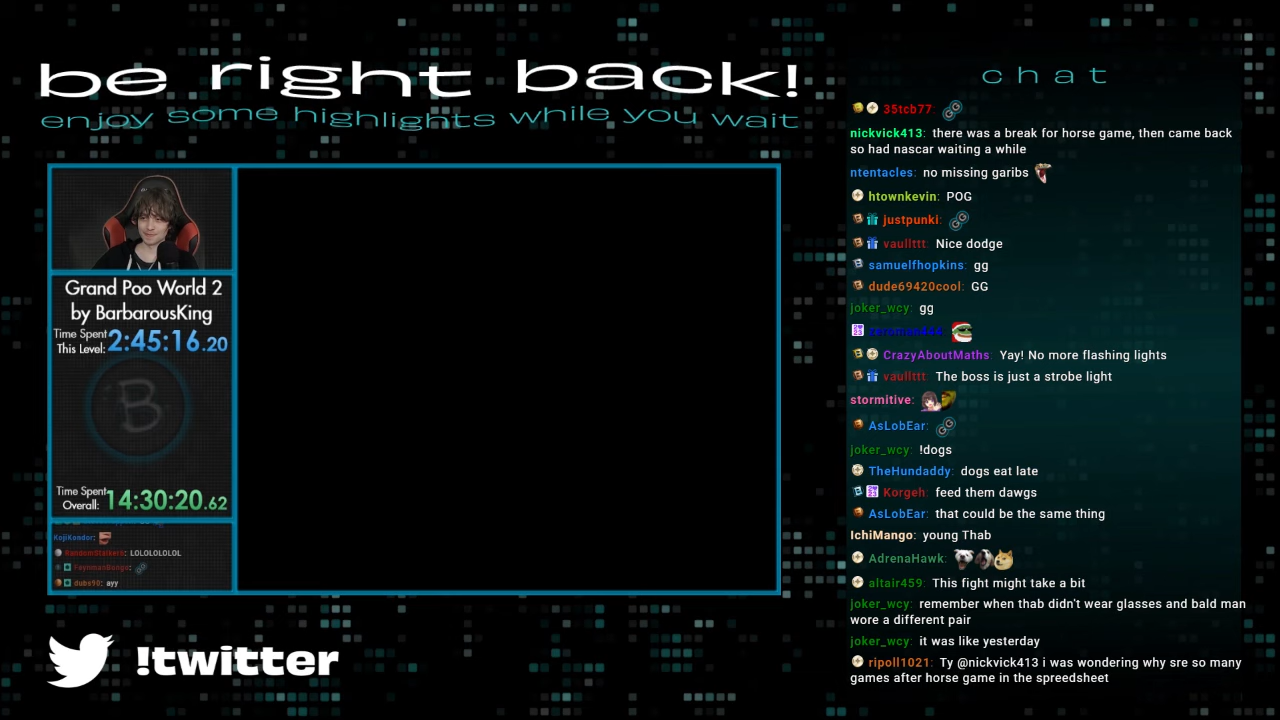 be right back!
enjoy some highlights while you wait
Grand Poo World 2
by BarbarousKing
Time Spent
This Level: 2:45:16.20
B
Time Spent
Overall: 14:30:20.62
KojiKondor:
RandomStalkers: LOLOLOLOLOL
FeynmanBongo:
dubs90: ayy
!twitter
chat
35tcb77:
nickvick413: there was a break for horse game, then came back
so had nascar waiting a while
ntentacles: no missing garibs
htownkevin: POG
justpunki:
vaullttt: Nice dodge
samuelfhopkins: gg
dude69420cool: GG
joker_wcy: gg
CrazyAboutMaths: Yay! No more flashing lights
vaullttt: The boss is just a strobe light
stormitive:
AsLobEar:
joker_wcy: !dogs
TheHundaddy: dogs eat late
Korgeh: feed them dawgs
AsLobEar: that could be the same thing
IchiMango: young Thab
AdrenaHawk:
altair459: This fight might take a bit
joker_wcy: remember when thab didn't wear glasses and bald man
wore a different pair
joker_wcy: it was like yesterday
ripoll1021: Ty @nickvick413 i was wondering why sre so many
games after horse game in the spreedsheet